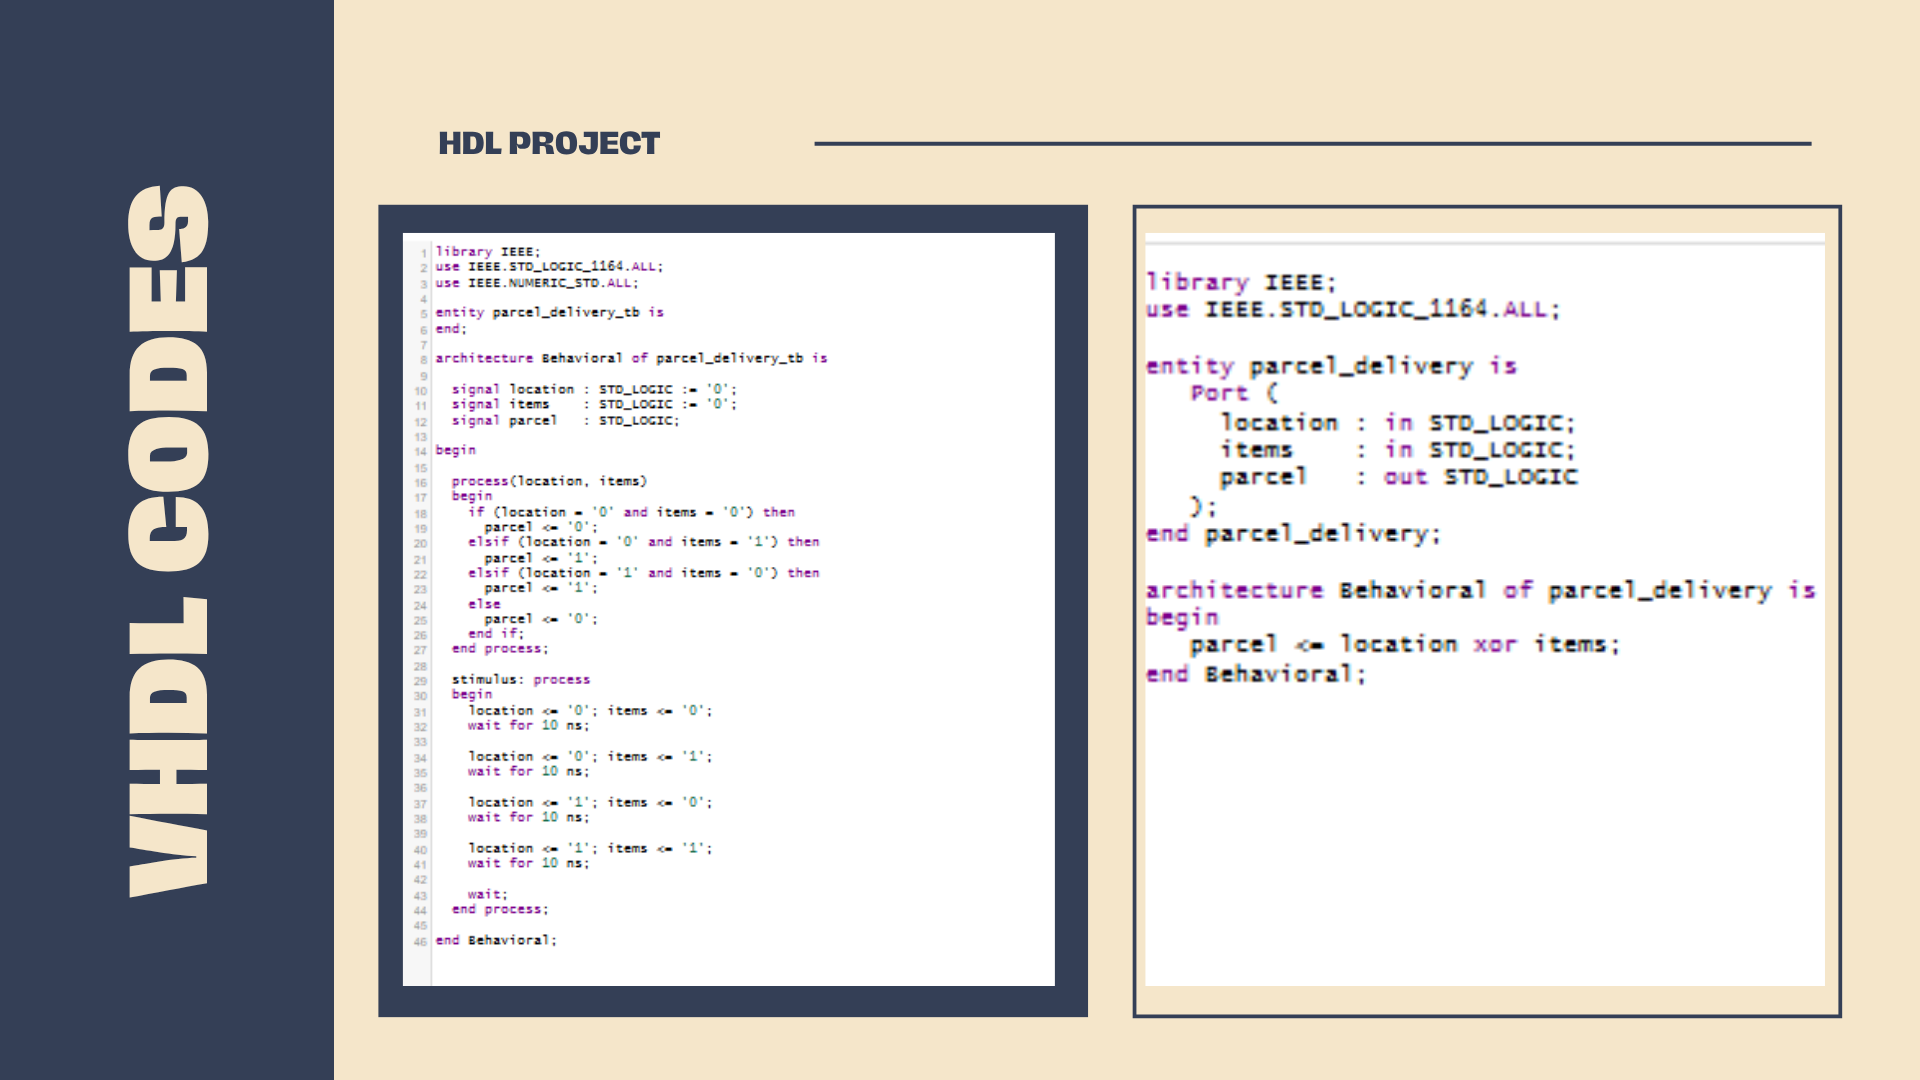 VHDL CODES
HDL PROJECT
1 library IEEE;
2 use IEEE.STD_LOGIC_1164.ALL;
3 use IEEE.NUMERIC_STD.ALL;
4
5 entity parcel_delivery_tb is
6 end;
7
8 architecture Behavioral of parcel_delivery_tb is
9
10   signal location : STD_LOGIC := '0';
11   signal items    : STD_LOGIC := '0';
12   signal parcel   : STD_LOGIC;
13
14 begin
15
16   process(location, items)
17   begin
18     if (location = '0' and items = '0') then
19       parcel <= '0';
20     elsif (location = '0' and items = '1') then
21       parcel <= '1';
22     elsif (location = '1' and items = '0') then
23       parcel <= '1';
24     else
25       parcel <= '0';
26     end if;
27   end process;
28
29   stimulus: process
30   begin
31     location <= '0'; items <= '0';
32     wait for 10 ns;
33
34     location <= '0'; items <= '1';
35     wait for 10 ns;
36
37     location <= '1'; items <= '0';
38     wait for 10 ns;
39
40     location <= '1'; items <= '1';
41     wait for 10 ns;
42
43     wait;
44   end process;
45
46 end Behavioral;
library IEEE;
use IEEE.STD_LOGIC_1164.ALL;
entity parcel_delivery is
   Port (
     location : in STD_LOGIC;
     items    : in STD_LOGIC;
     parcel   : out STD_LOGIC
   );
end parcel_delivery;
architecture Behavioral of parcel_delivery is
begin
   parcel <= location xor items;
end Behavioral;